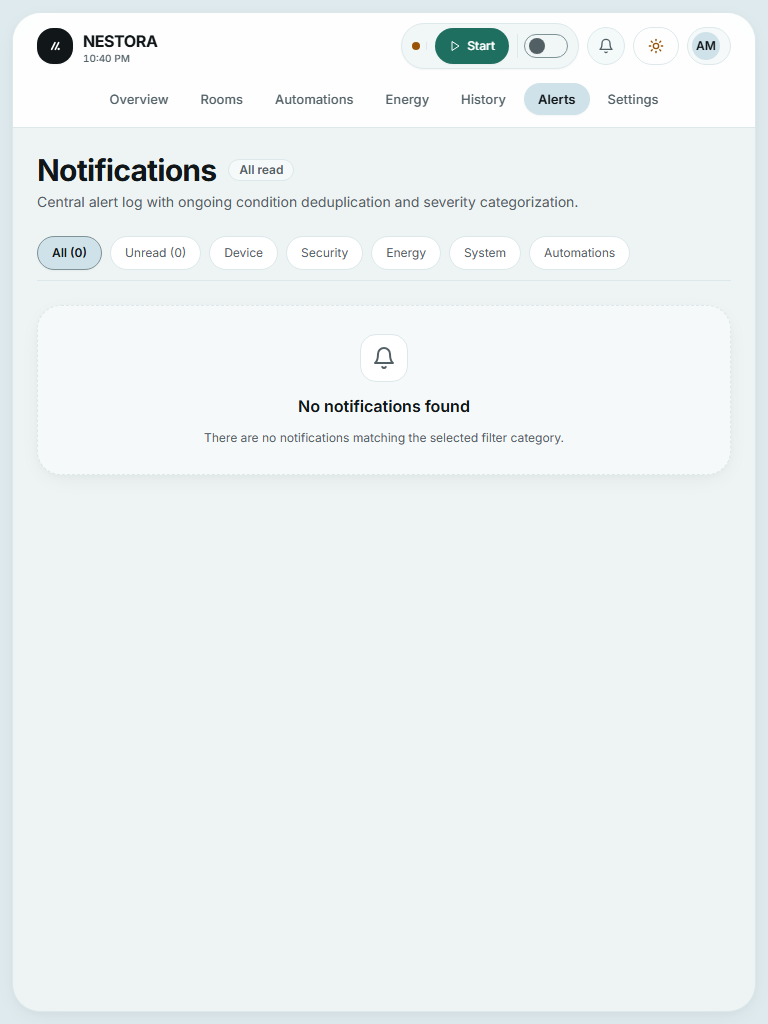 NESTORA
10:40 PM
Start
AM
Overview
Rooms
Automations
Energy
History
Alerts
Settings
Notifications
All read
Central alert log with ongoing condition deduplication and severity categorization.
All (0)
Unread (0)
Device
Security
Energy
System
Automations
No notifications found
There are no notifications matching the selected filter category.